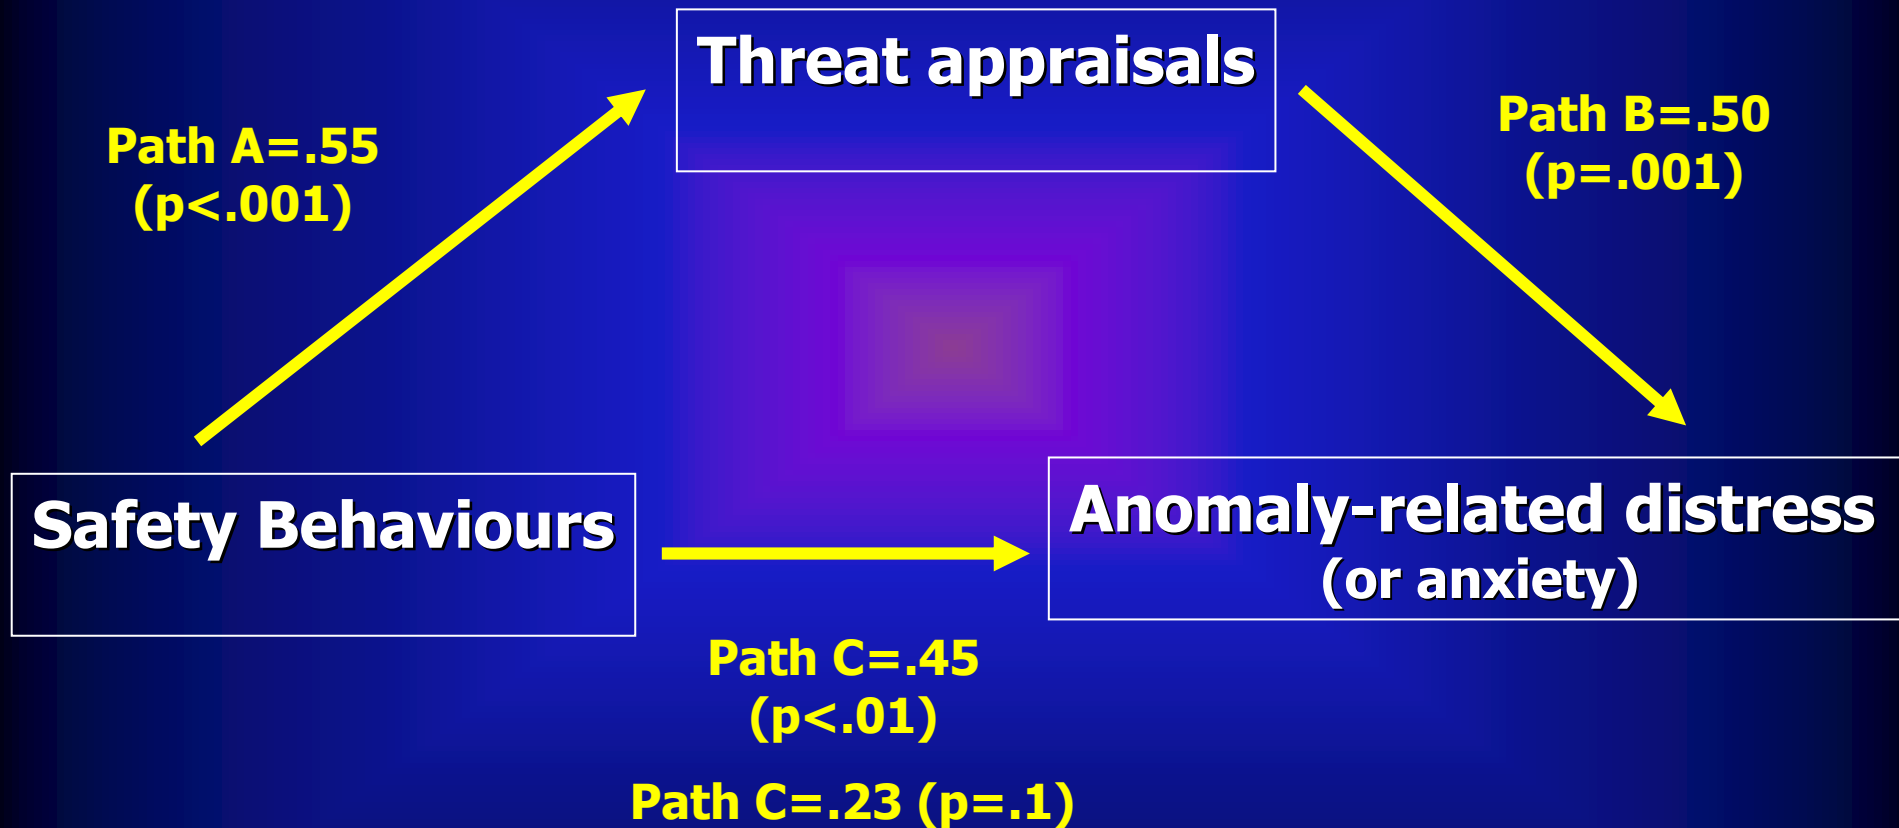 Threat appraisals
Path A=.55
(p<.001)
Path B=.50
(p=.001)
Safety Behaviours
Anomaly-related distress
(or anxiety)
Path C=.45
(p<.01)
Path C=.23 (p=.1)